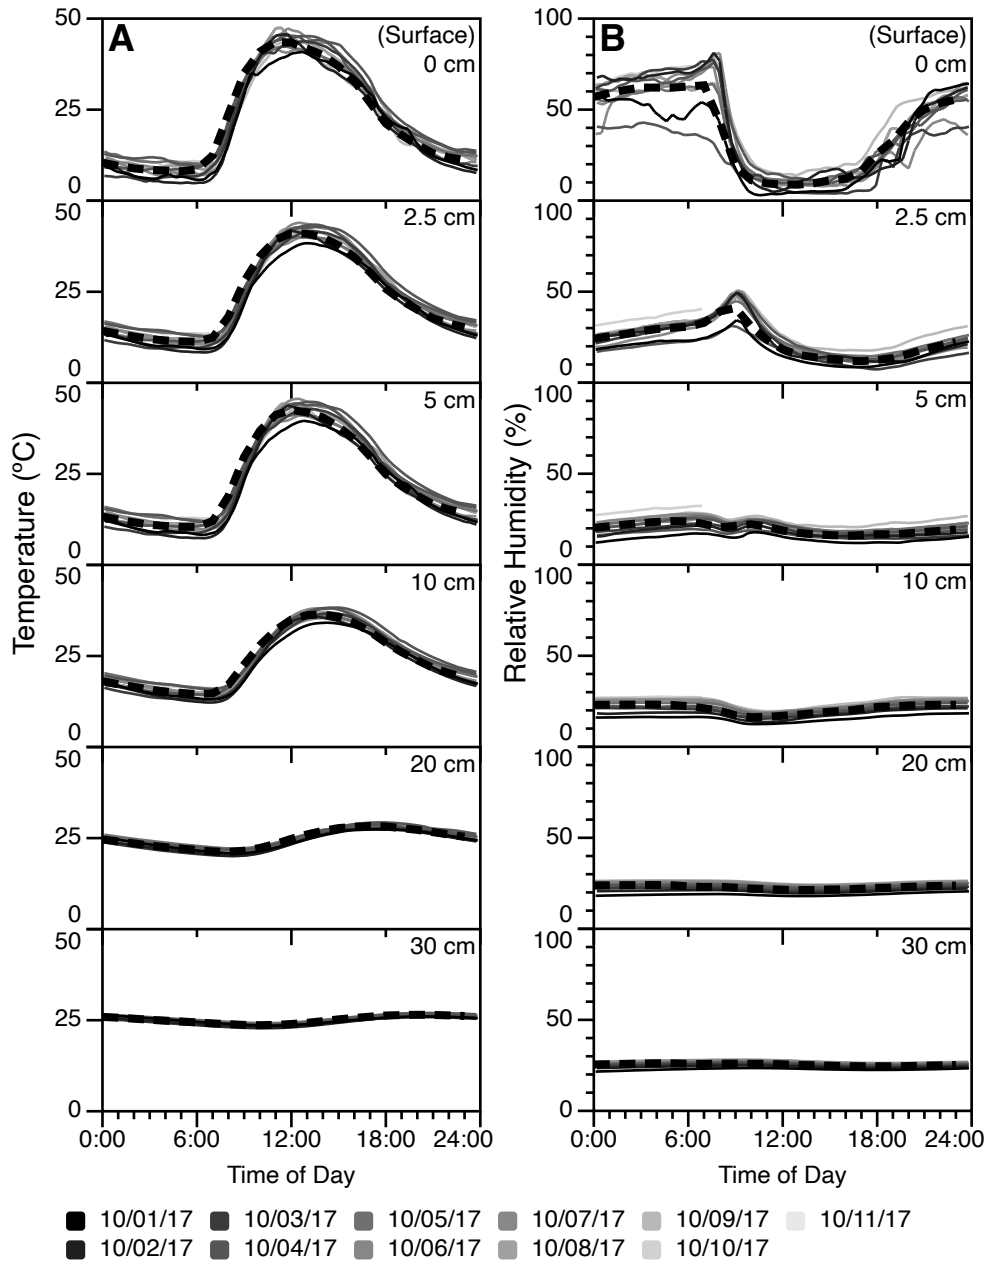 A
(Surface)
0 cm
50
25
0
B
(Surface)
0 cm
100
50
0
2.5 cm
50
25
0
2.5 cm
100
50
0
5 cm
50
25
0
5 cm
100
50
0
10 cm
50
25
0
10 cm
100
50
0
20 cm
50
25
0
20 cm
100
50
0
30 cm
50
25
0
30 cm
100
50
0
Temperature (ºC)
Relative Humidity (%)
0:00 6:00 12:00 18:00 24:00
0:00 6:00 12:00 18:00 24:00
Time of Day
Time of Day
10/01/17 10/03/17 10/05/17 10/07/17 10/09/17 10/11/17
10/02/17 10/04/17 10/06/17 10/08/17 10/10/17